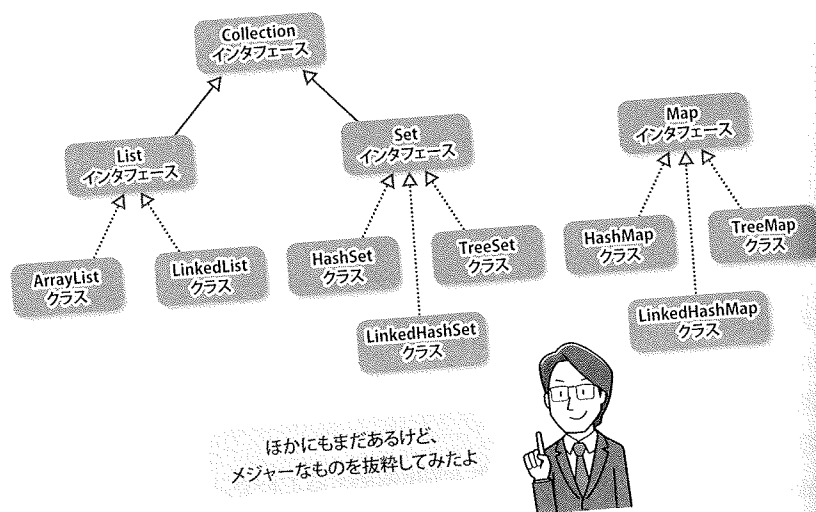 Collection
インタフェース
List
インタフェース
Set
インタフェース
Map
インタフェース
ArrayList
クラス
LinkedList
クラス
HashSet
クラス
TreeSet
クラス
LinkedHashSet
クラス
HashMap
クラス
TreeMap
クラス
LinkedHashMap
クラス
ほかにもまだあるけど、
メジャーなものを抜粋してみたよ